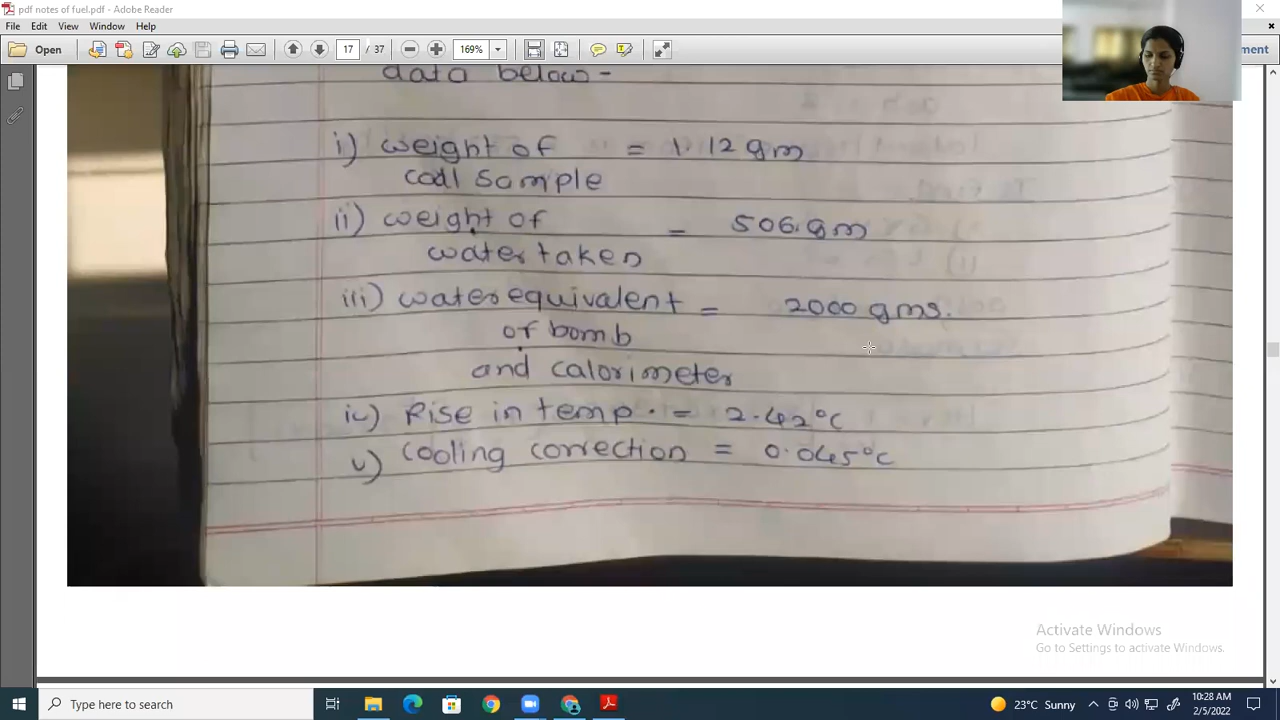 pdf notes of fuel.pdf - Adobe Reader
File Edit View Window Help
Open 17 / 37 169%
data below-
i) weight of = 1.12 gm
coal sample
ii) weight of = 506.gm
water taken
iii) water equivalent = 2000 gms.
of bomb
and calorimeter
iv) Rise in temp. = 2.42°C
v) cooling correction = 0.045°C
Activate Windows
Go to Settings to activate Windows.
Type here to search
23°C Sunny
10:28 AM
2/5/2022